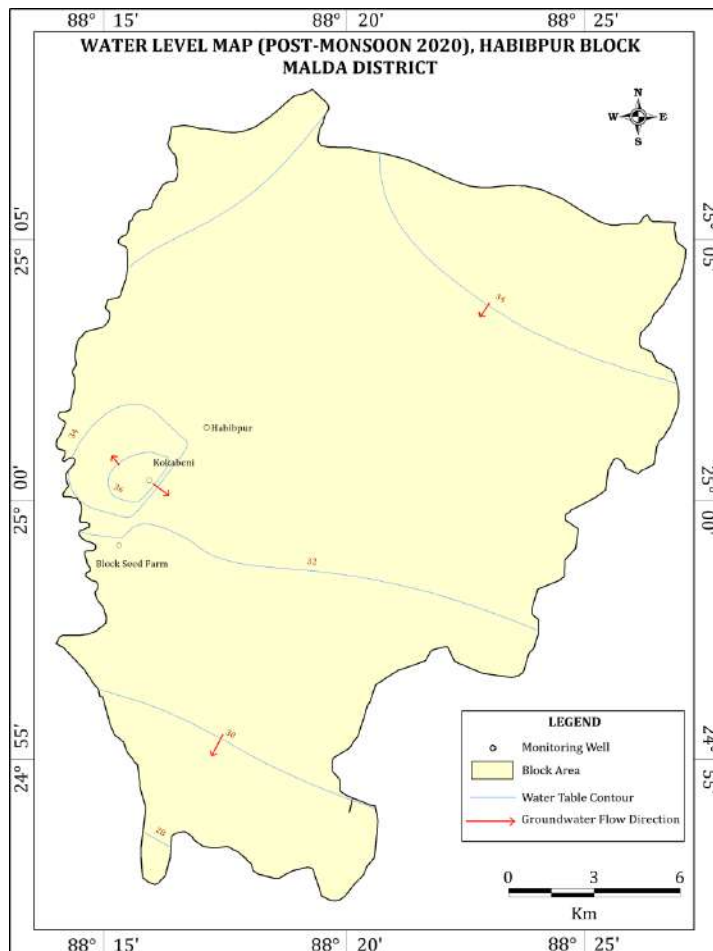 88° 15' 88° 20' 88° 25'
WATER LEVEL MAP (POST-MONSOON 2020), HABIBPUR BLOCK
MALDA DISTRICT
N
W E
S
25° 05' 25° 05'
34
34
Habibpur
Kokabeni
36
25° 00' 25° 00'
Block Seed Farm
32
30
24° 55' 24° 55'
28
LEGEND
Monitoring Well
Block Area
Water Table Contour
Groundwater Flow Direction
0 3 6
Km
88° 15' 88° 20' 88° 25'